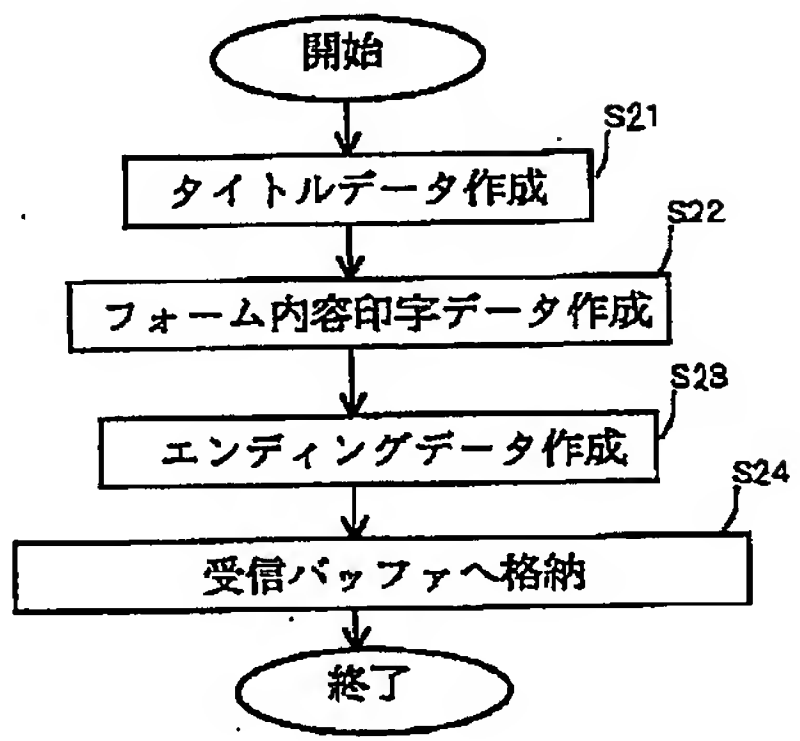 開始
S21
タイトルデータ作成
S22
フォーム内容印字データ作成
S23
エンディングデータ作成
S24
受信バッファへ格納
終了